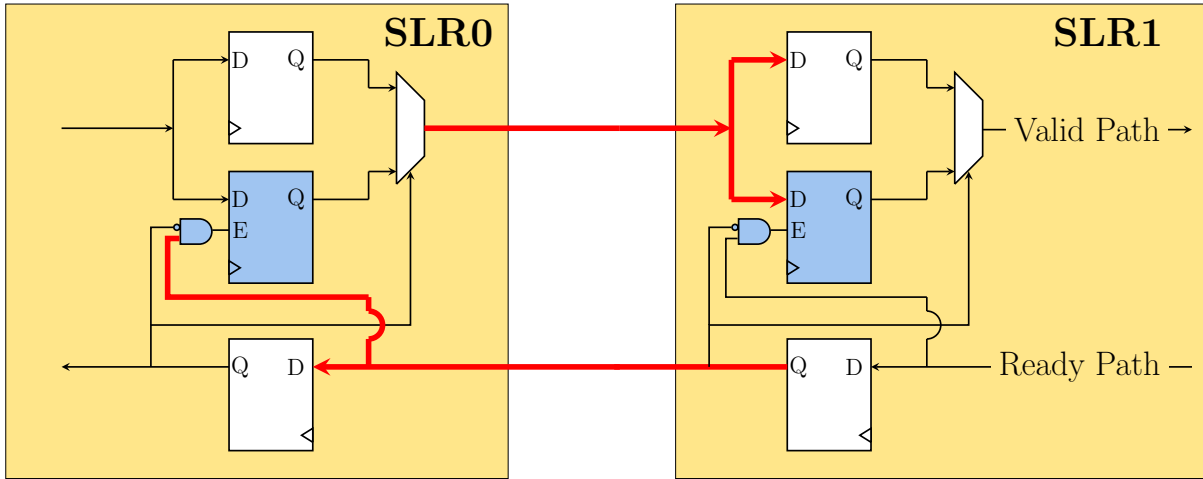 SLR0
SLR1
D Q
D Q
Valid Path
D Q
D Q
E
E
Q D
Q D
Ready Path